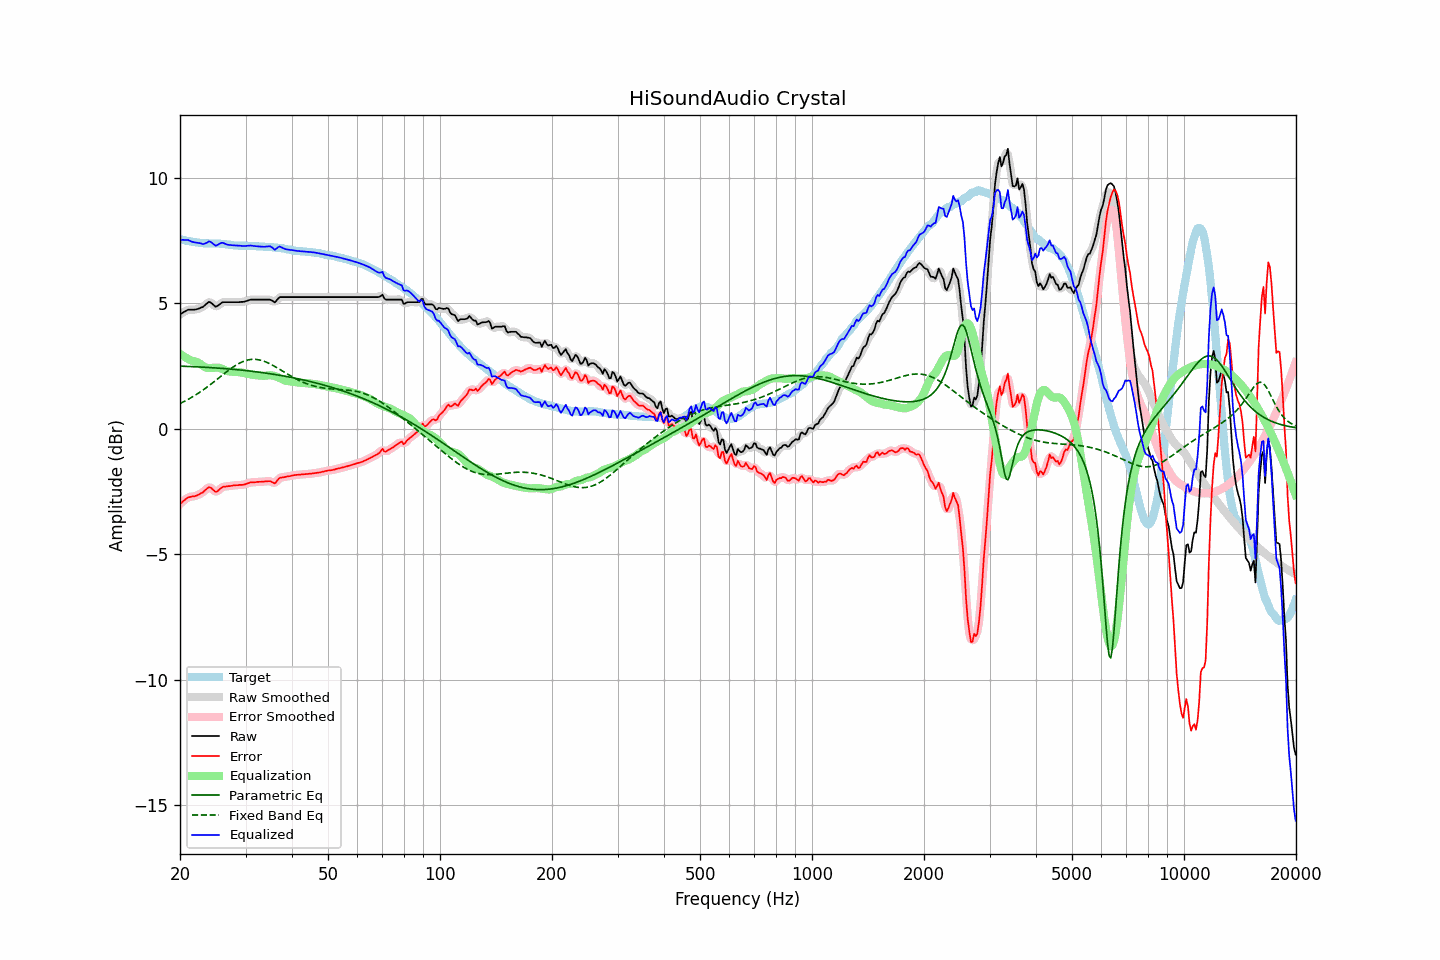 HiSoundAudio Crystal
Amplitude (dBr)
10
5
0
−5
−10
−15
Target
Raw Smoothed
Error Smoothed
Raw
Error
Equalization
Parametric Eq
Fixed Band Eq
Equalized
20 50 100 200 500 1000 2000 5000 10000 20000
Frequency (Hz)